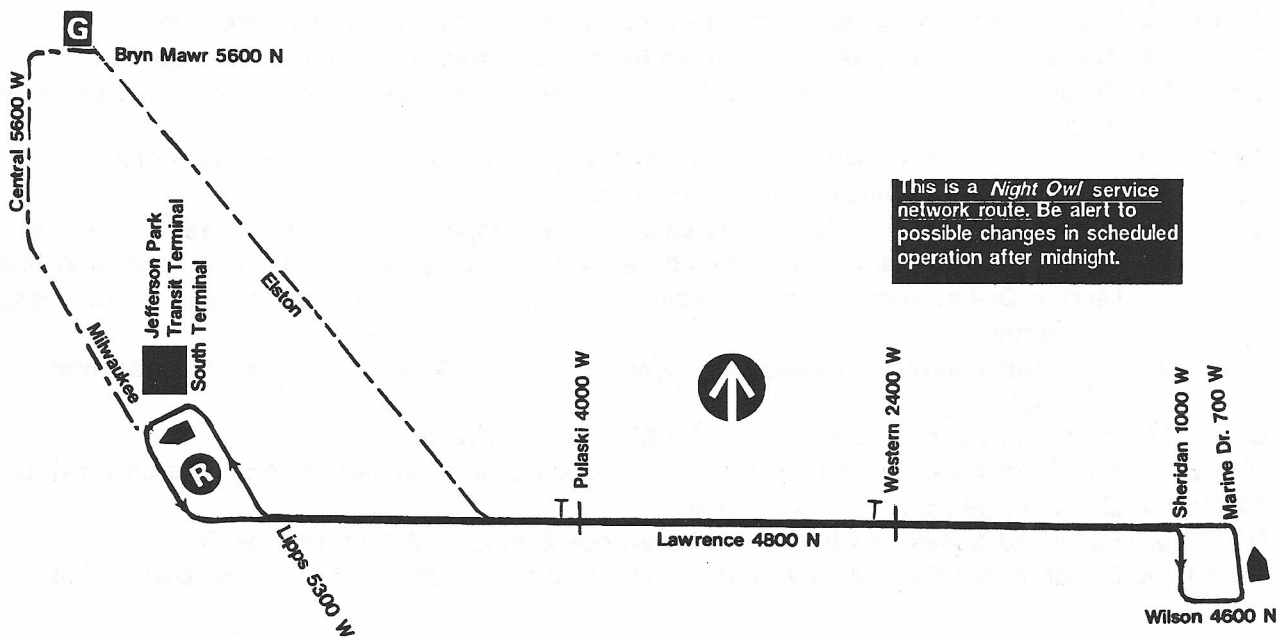 G
Bryn Mawr 5600 N
Central 5600 W
Jefferson Park
Transit Terminal
South Terminal
This is a Night Owl service
network route. Be alert to
possible changes in scheduled
operation after midnight.
Elston
Milwaukee
R
Pulaski 4000 W
Western 2400 W
Sheridan 1000 W
Marine Dr. 700 W
T
T
Lawrence 4800 N
Lipps 5300 W
Wilson 4600 N